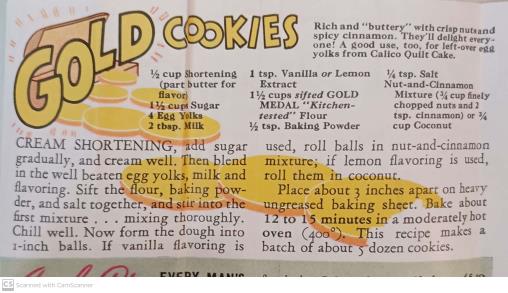 GOLD COOKIES
Rich and "buttery" with crisp nuts and
spicy cinnamon. They'll delight every-
one! A good use, too, for left-over egg
yolks from Calico Quilt Cake.
½ cup Shortening
(part butter for
flavor)
1½ cups Sugar
4 Egg Yolks
2 tbsp. Milk
1 tsp. Vanilla or Lemon
Extract
1½ cups sifted GOLD
MEDAL "Kitchen-
tested" Flour
½ tsp. Baking Powder
¼ tsp. Salt
Nut-and-Cinnamon
Mixture (¾ cup finely
chopped nuts and 2
tsp. cinnamon) or ¾
cup Coconut
CREAM SHORTENING, add sugar
gradually, and cream well. Then blend
in the well beaten egg yolks, milk and
flavoring. Sift the flour, baking pow-
der, and salt together, and stir into the
first mixture . . . mixing thoroughly.
Chill well. Now form the dough into
1-inch balls. If vanilla flavoring is
used, roll balls in nut-and-cinnamon
mixture; if lemon flavoring is used,
roll them in coconut.
Place about 3 inches apart on heavy
ungreased baking sheet. Bake about
12 to 15 minutes in a moderately hot
oven (400°). This recipe makes a
batch of about 5 dozen cookies.
EVERY MAN'S
CS Scanned with CamScanner